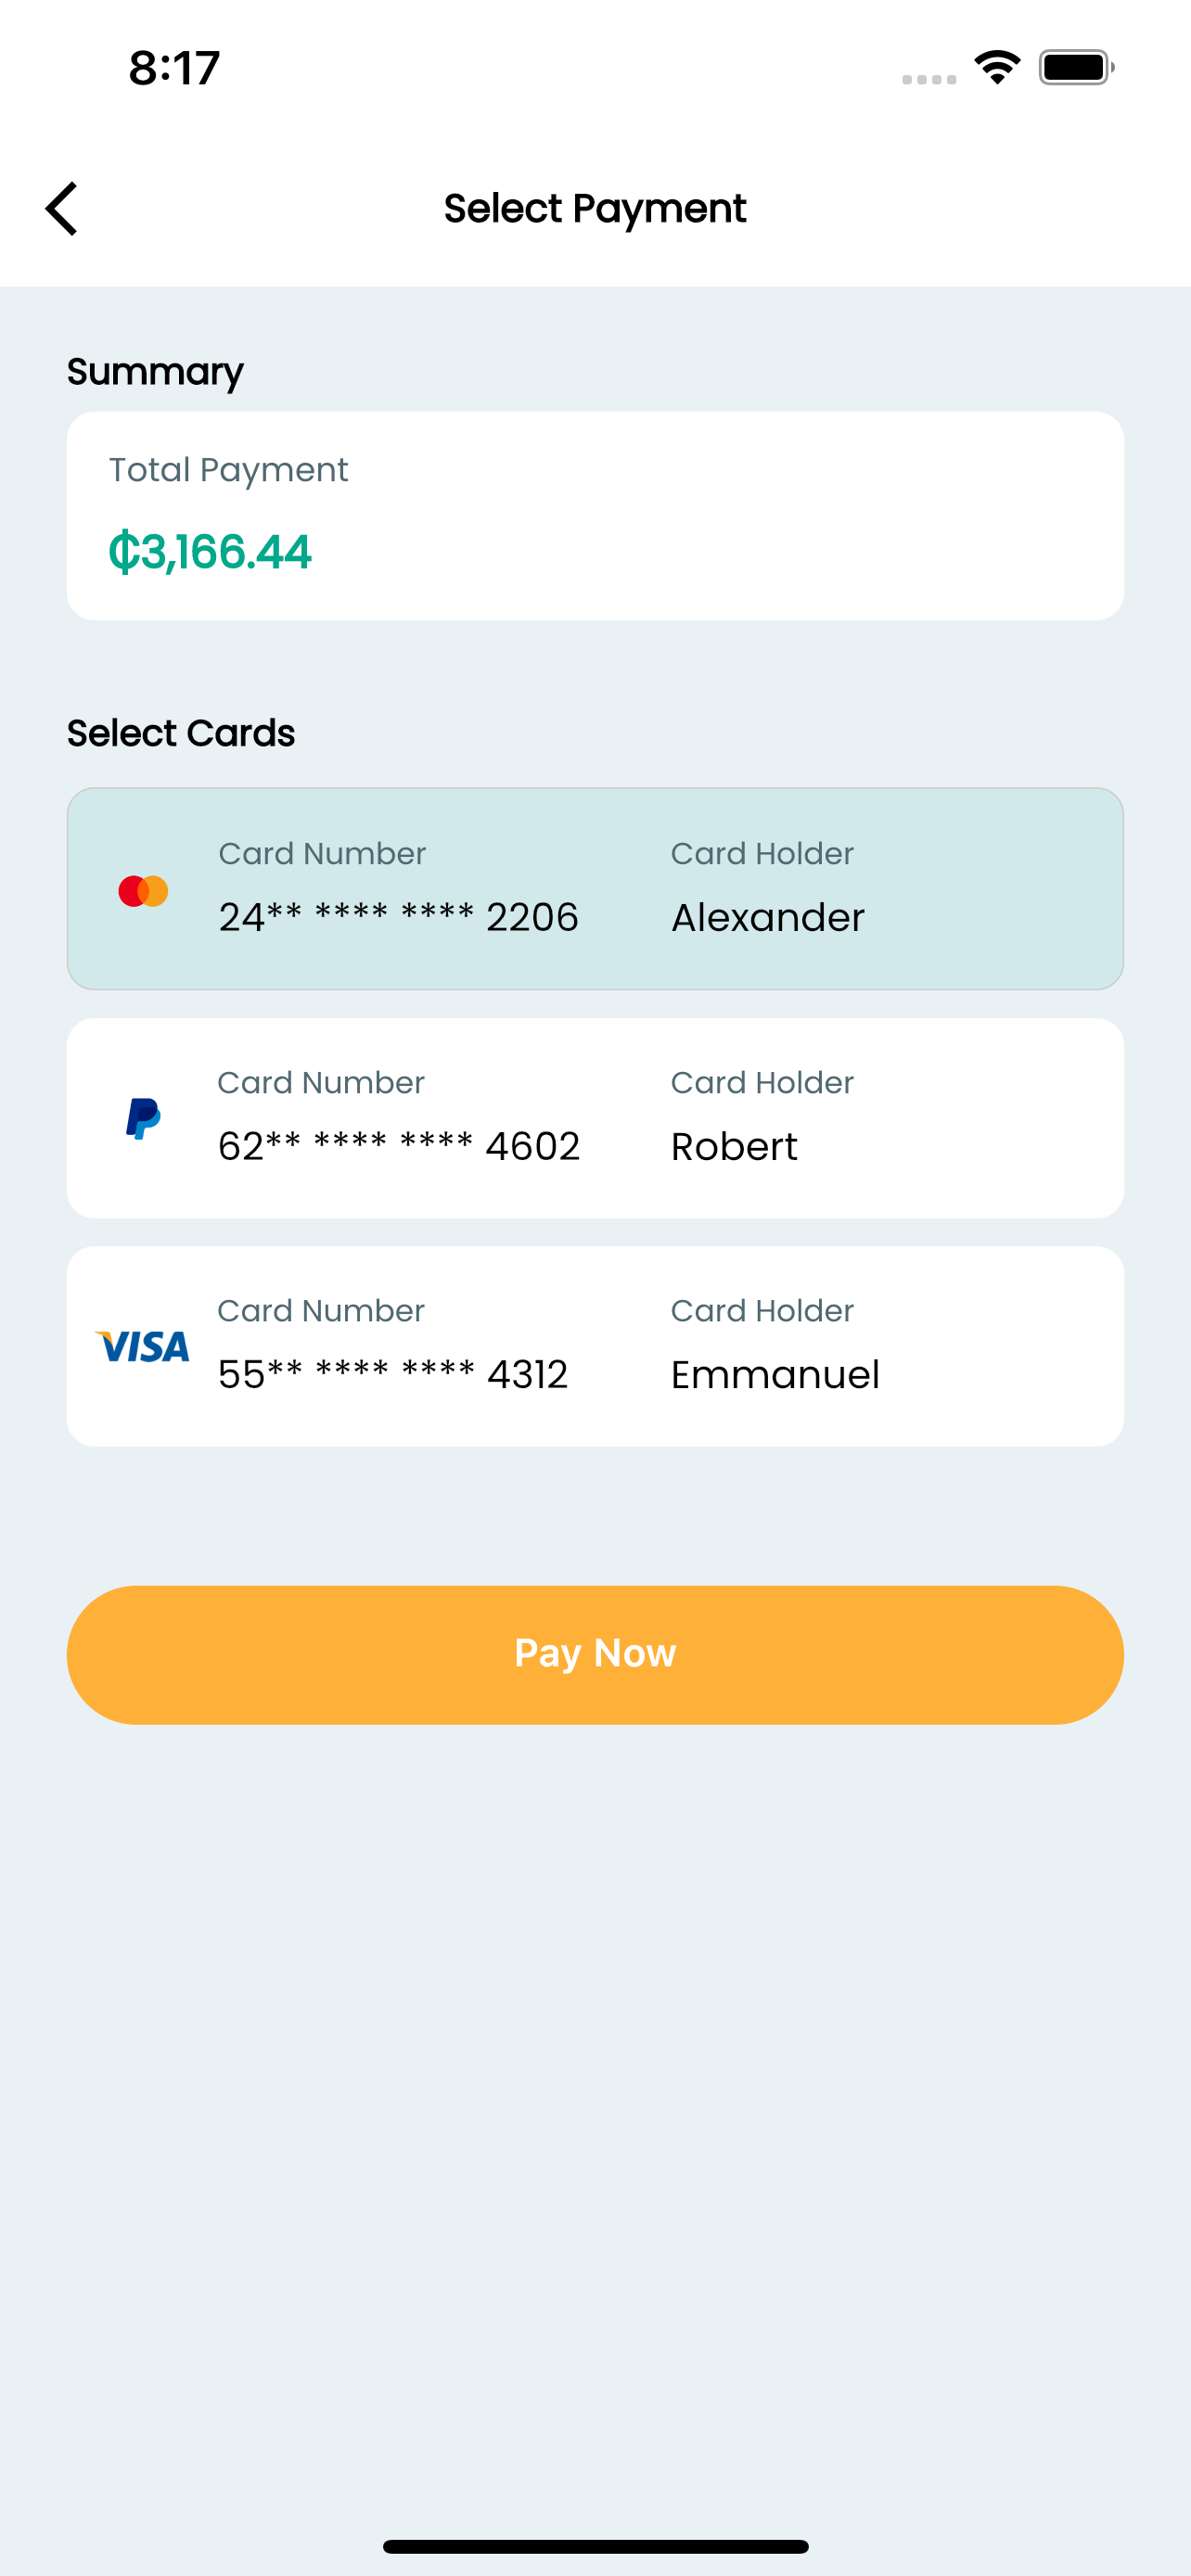 8:17
Select Payment
Summary
Total Payment
₵3,166.44
Select Cards
Card Number Card Holder
24** **** **** 2206 Alexander
Card Number Card Holder
62** **** **** 4602 Robert
Card Number Card Holder
VISA
55** **** **** 4312 Emmanuel
Pay Now